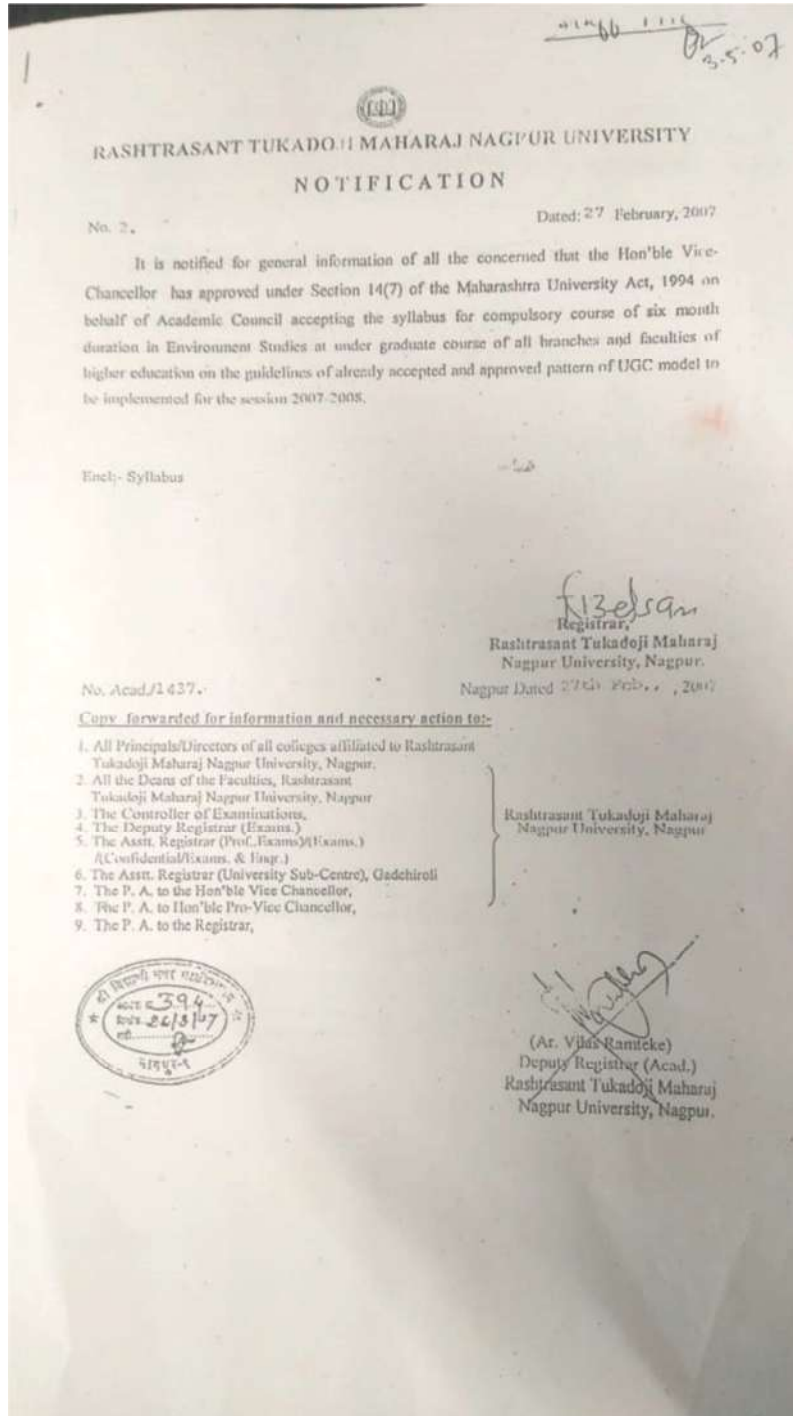 3-5-07
RASHTRASANT TUKADOJI MAHARAJ NAGPUR UNIVERSITY
NOTIFICATION
No. 2.
Dated: 27 February, 2007
It is notified for general information of all the concerned that the Hon'ble Vice-
Chancellor has approved under Section 14(7) of the Maharashtra University Act, 1994 on
behalf of Academic Council accepting the syllabus for compulsory course of six month
duration in Environment Studies at under graduate course of all branches and faculties of
higher education on the guidelines of already accepted and approved pattern of UGC model to
be implemented for the session 2007-2008.
Encl:- Syllabus
Registrar,
Rashtrasant Tukadoji Maharaj
Nagpur University, Nagpur.
No. Acad./1437.
Nagpur Dated 27th Feb., , 2007
Copy forwarded for information and necessary action to:-
1. All Principals/Directors of all colleges affiliated to Rashtrasant
Tukadoji Maharaj Nagpur University, Nagpur.
2. All the Deans of the Faculties, Rashtrasant
Tukadoji Maharaj Nagpur University, Nagpur
3. The Controller of Examinations,
4. The Deputy Registrar (Exams.)
5. The Asstt. Registrar (Prof.Exams)/(Exams.)
/(Confidential/Exams. & Enqr.)
6. The Asstt. Registrar (University Sub-Centre), Gadchiroli
7. The P. A. to the Hon'ble Vice Chancellor,
8. The P. A. to Hon'ble Pro-Vice Chancellor,
9. The P. A. to the Registrar,
Rashtrasant Tukadoji Maharaj
Nagpur University, Nagpur
394
26/3/07
नागपुर-१
(Ar. Vilas Ramteke)
Deputy Registrar (Acad.)
Rashtrasant Tukadoji Maharaj
Nagpur University, Nagpur.